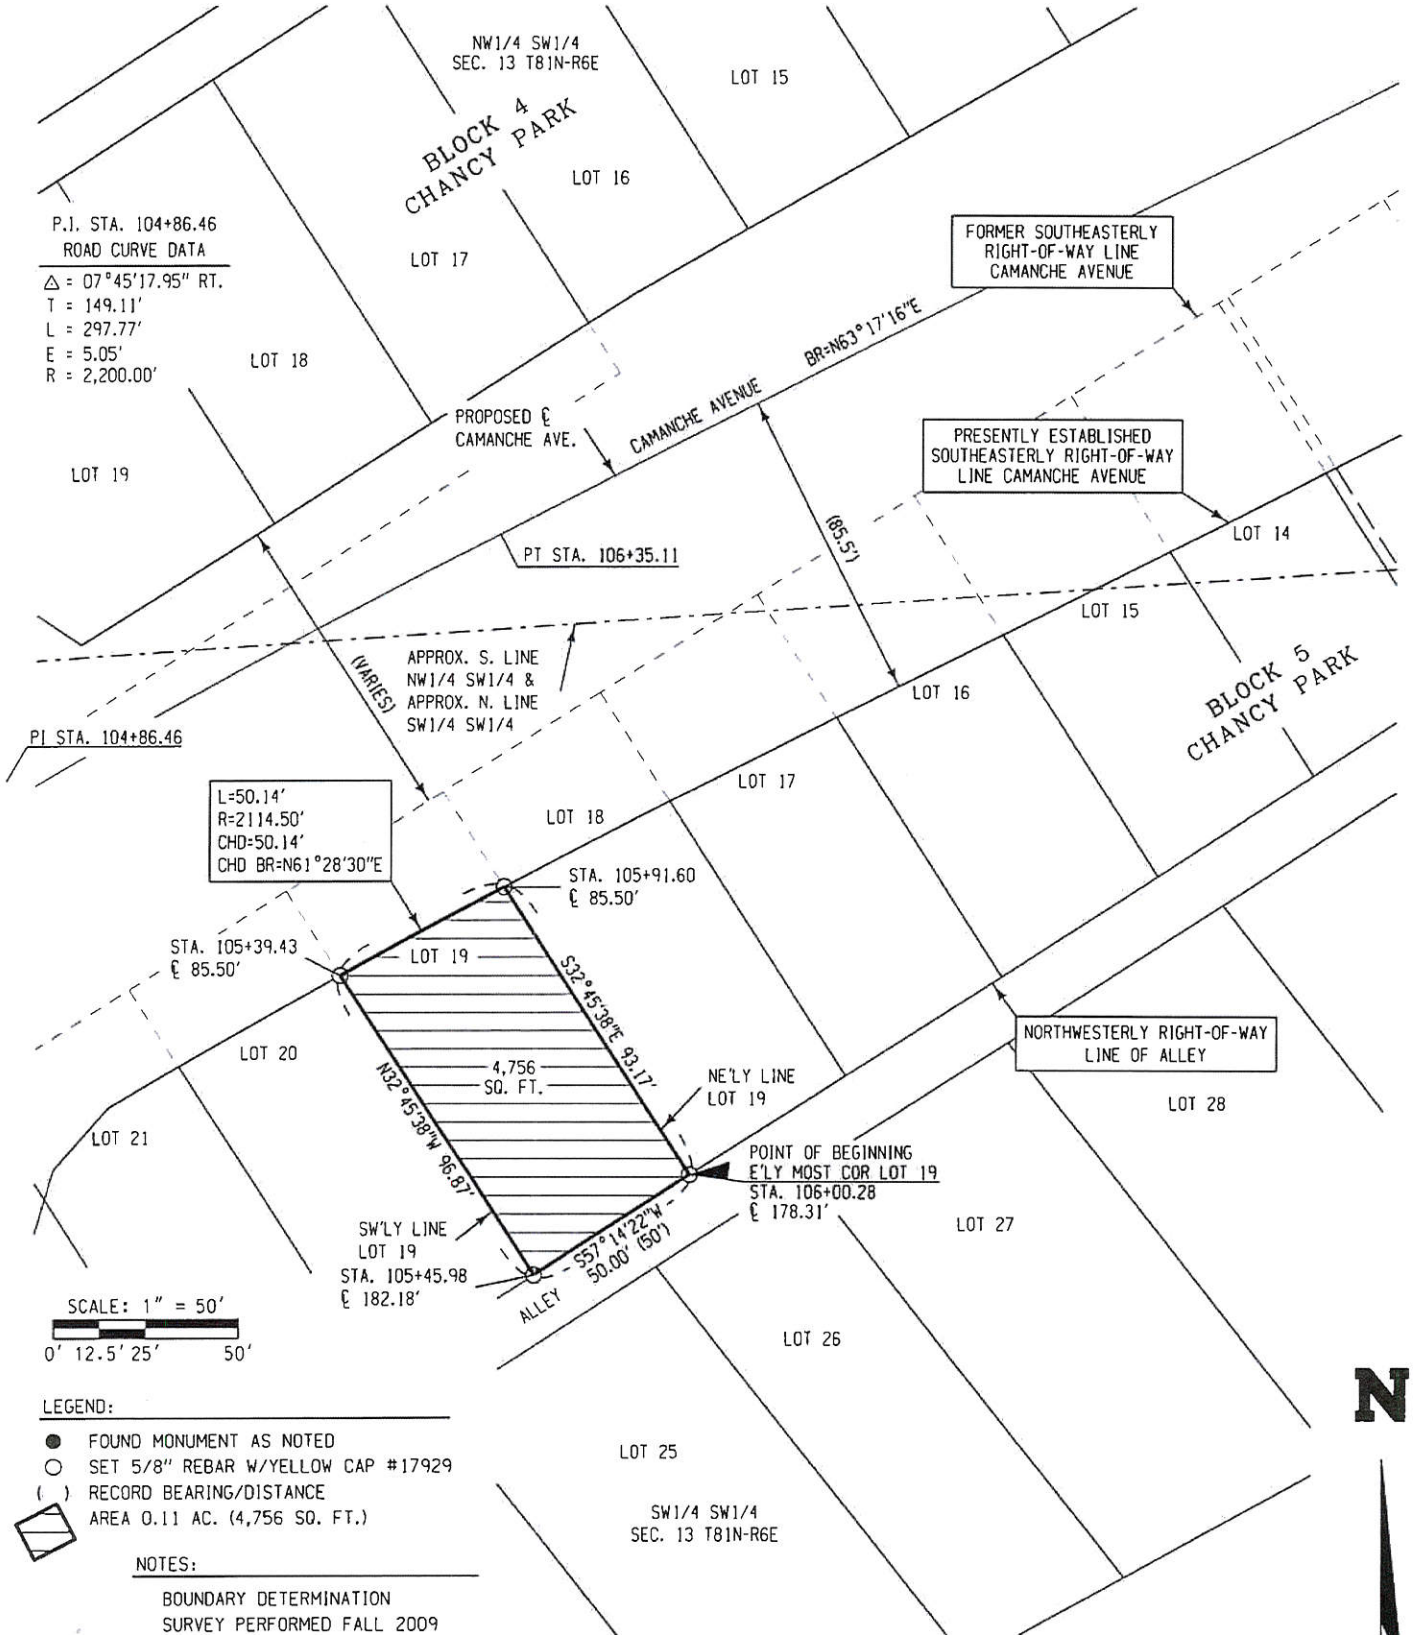 NW1/4 SW1/4
SEC. 13 T81N-R6E
LOT 15
BLOCK 4
CHANCY PARK
LOT 16
P.I. STA. 104+86.46
ROAD CURVE DATA
△ = 07°45'17.95" RT.
T = 149.11'
L = 297.77'
E = 5.05'
R = 2,200.00'
LOT 17
FORMER SOUTHEASTERLY
RIGHT-OF-WAY LINE
CAMANCHE AVENUE
LOT 18
BR=N63°17'16"E
CAMANCHE AVENUE
PROPOSED ℄
CAMANCHE AVE.
LOT 19
PRESENTLY ESTABLISHED
SOUTHEASTERLY RIGHT-OF-WAY
LINE CAMANCHE AVENUE
(85.5')
LOT 14
PT STA. 106+35.11
LOT 15
APPROX. S. LINE
NW1/4 SW1/4 &
APPROX. N. LINE
SW1/4 SW1/4
(VARIES)
LOT 16
BLOCK 5
CHANCY PARK
PI STA. 104+86.46
LOT 17
L=50.14'
R=2114.50'
CHD=50.14'
CHD BR=N61°28'30"E
LOT 18
STA. 105+91.60
℄ 85.50'
STA. 105+39.43
℄ 85.50'
LOT 19
S32°45'38"E 93.17'
NORTHWESTERLY RIGHT-OF-WAY
LINE OF ALLEY
LOT 20
4,756
SQ. FT.
N32°45'38"W 96.87'
NE'LY LINE
LOT 19
LOT 28
LOT 21
POINT OF BEGINNING
E'LY MOST COR LOT 19
STA. 106+00.28
℄ 178.31'
LOT 27
SW'LY LINE
LOT 19
S57°14'22"W
50.00' (50')
STA. 105+45.98
℄ 182.18'
ALLEY
SCALE: 1" = 50'
0' 12.5' 25' 50'
LOT 26
LEGEND:
FOUND MONUMENT AS NOTED
SET 5/8" REBAR W/YELLOW CAP #17929
( ) RECORD BEARING/DISTANCE
AREA 0.11 AC. (4,756 SQ. FT.)
LOT 25
SW1/4 SW1/4
SEC. 13 T81N-R6E
N
NOTES:
BOUNDARY DETERMINATION
SURVEY PERFORMED FALL 2009